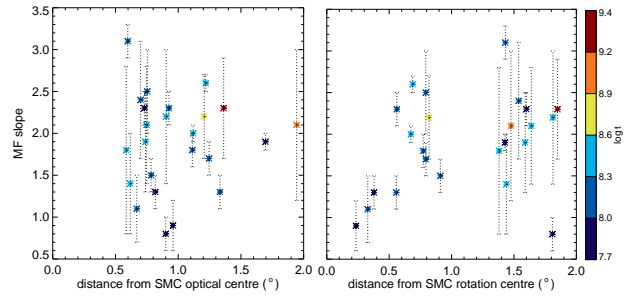 3.5
3.0
2.5
2.0
1.5
1.0
0.5
MF slope
0.0 0.5 1.0 1.5 2.0
distance from SMC optical centre (°)
0.0 0.5 1.0 1.5 2.0
distance from SMC rotation centre (°)
9.4
9.2
8.9
8.6
8.3
8.0
7.7
log t